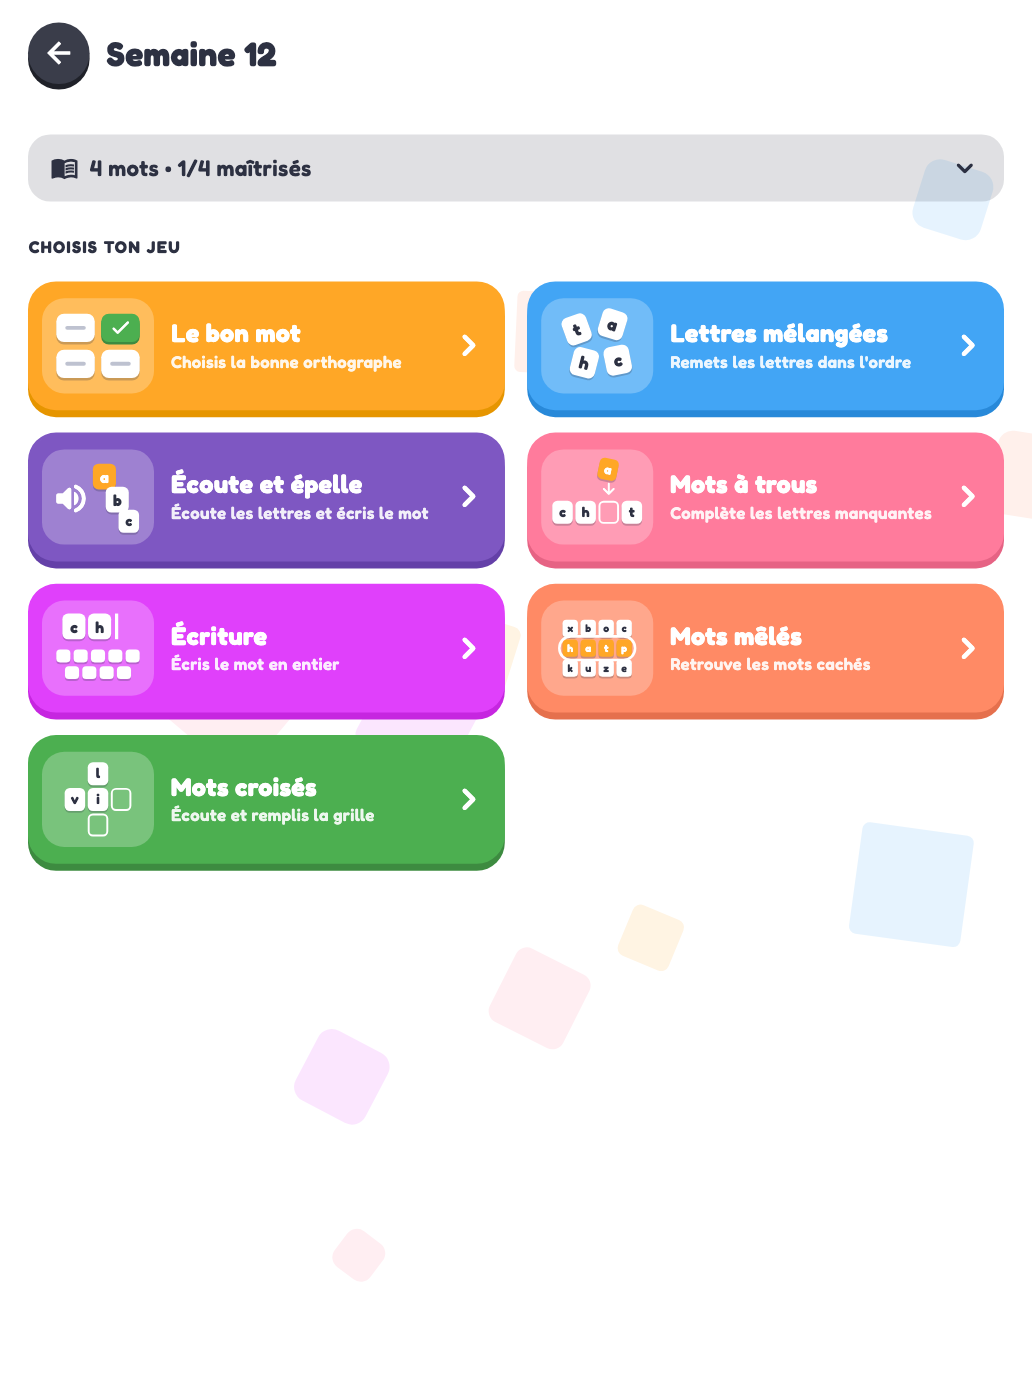 Semaine 12
4 mots • 1/4 maîtrisés
CHOISIS TON JEU
Le bon mot
Choisis la bonne orthographe
t a
h c
Lettres mélangées
Remets les lettres dans l'ordre
a
b
c
Écoute et épelle
Écoute les lettres et écris le mot
a
c h t
Mots à trous
Complète les lettres manquantes
c h
Écriture
Écris le mot en entier
x b o c
h a t p
k u z e
Mots mêlés
Retrouve les mots cachés
l
v i
Mots croisés
Écoute et remplis la grille